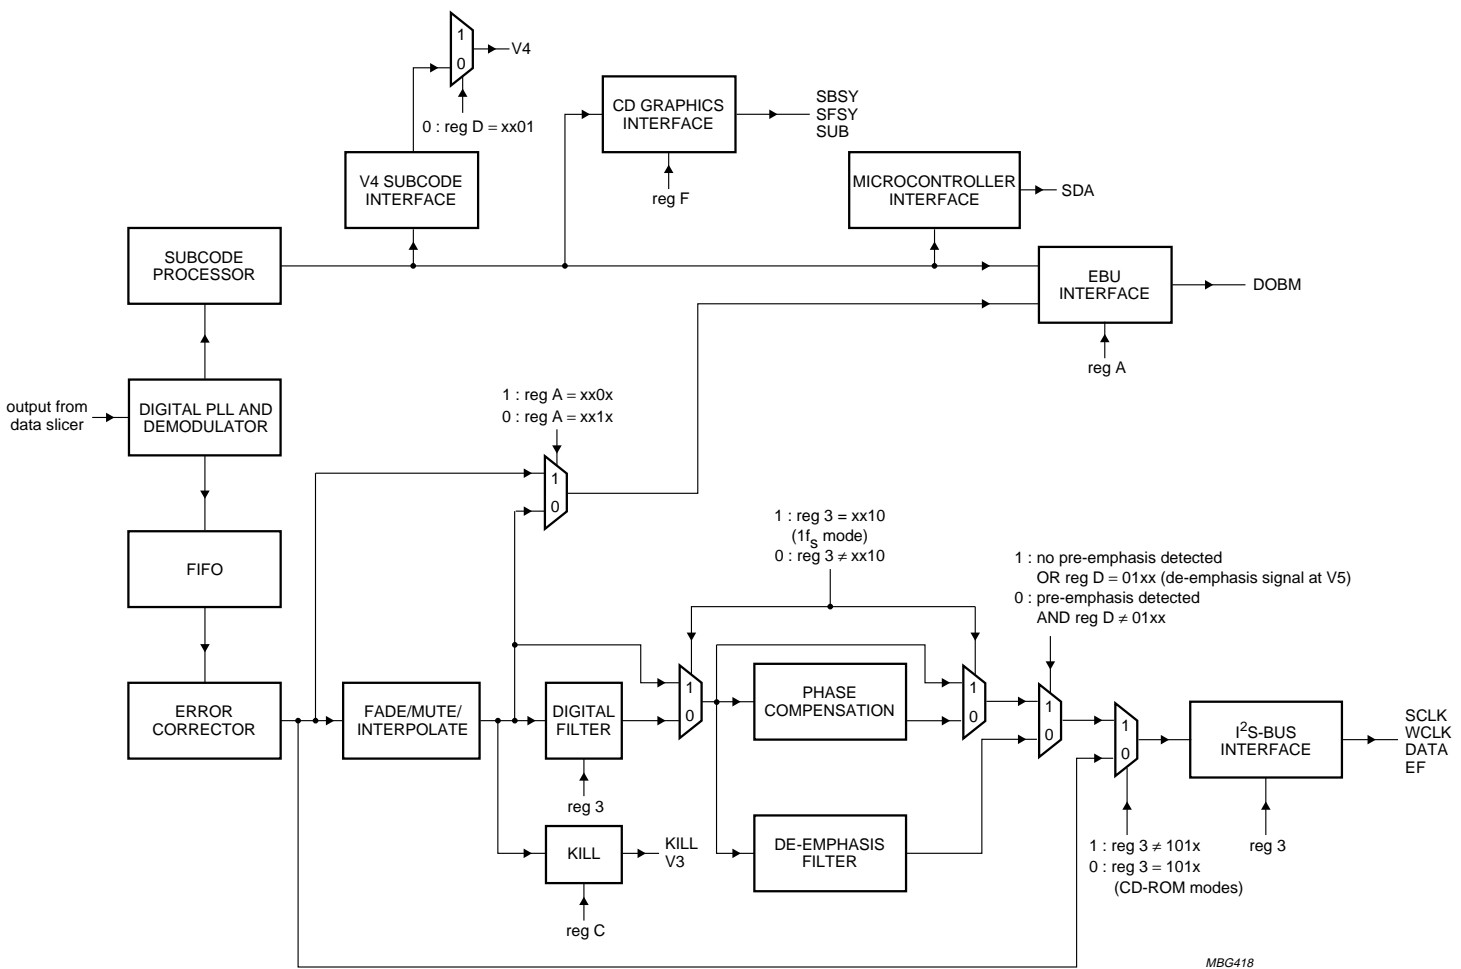 1
0
V4
0 : reg D = xx01
V4 SUBCODE
INTERFACE
CD GRAPHICS
INTERFACE
reg F
SBSY
SFSY
SUB
MICROCONTROLLER
INTERFACE
SDA
SUBCODE
PROCESSOR
EBU
INTERFACE
DOBM
reg A
output from
data slicer
DIGITAL PLL AND
DEMODULATOR
1 : reg A = xx0x
0 : reg A = xx1x
1
0
FIFO
1 : reg 3 = xx10
(1fs mode)
0 : reg 3 ≠ xx10
1 : no pre-emphasis detected
OR reg D = 01xx (de-emphasis signal at V5)
0 : pre-emphasis detected
AND reg D ≠ 01xx
ERROR
CORRECTOR
FADE/MUTE/
INTERPOLATE
DIGITAL
FILTER
reg 3
1
0
PHASE
COMPENSATION
1
0
1
0
1
0
I2S-BUS
INTERFACE
reg 3
SCLK
WCLK
DATA
EF
KILL
KILL
V3
reg C
DE-EMPHASIS
FILTER
1 : reg 3 ≠ 101x
0 : reg 3 = 101x
(CD-ROM modes)
MBG418